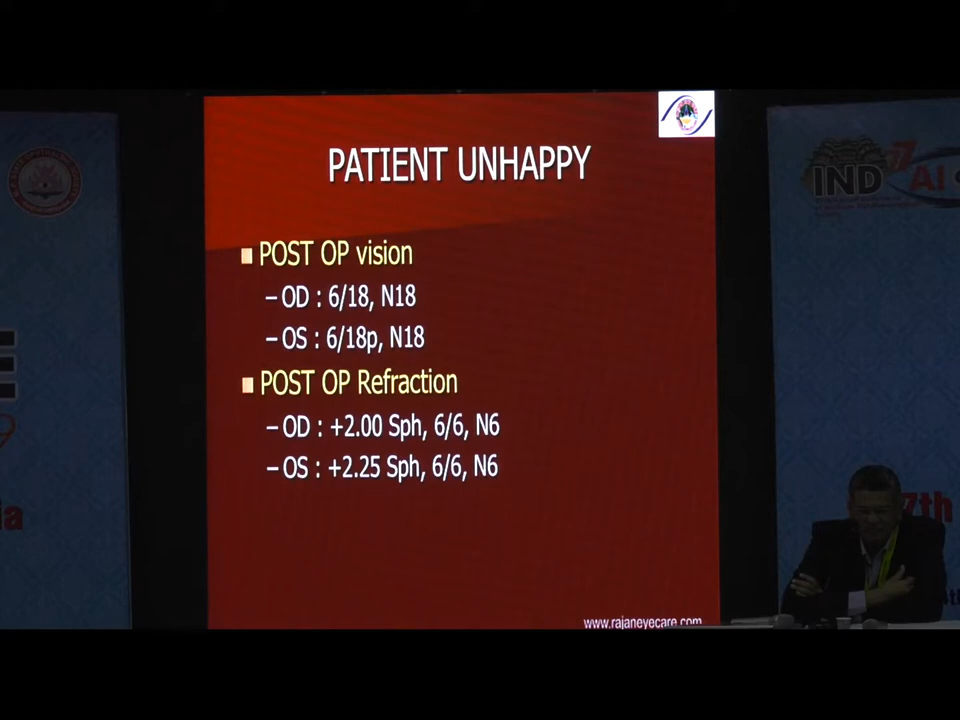 PATIENT UNHAPPY
POST OP vision
– OD : 6/18, N18
– OS : 6/18p, N18
POST OP Refraction
– OD : +2.00 Sph, 6/6, N6
– OS : +2.25 Sph, 6/6, N6
www.rajaneyecare.com
IND
AI
E
ia
7th